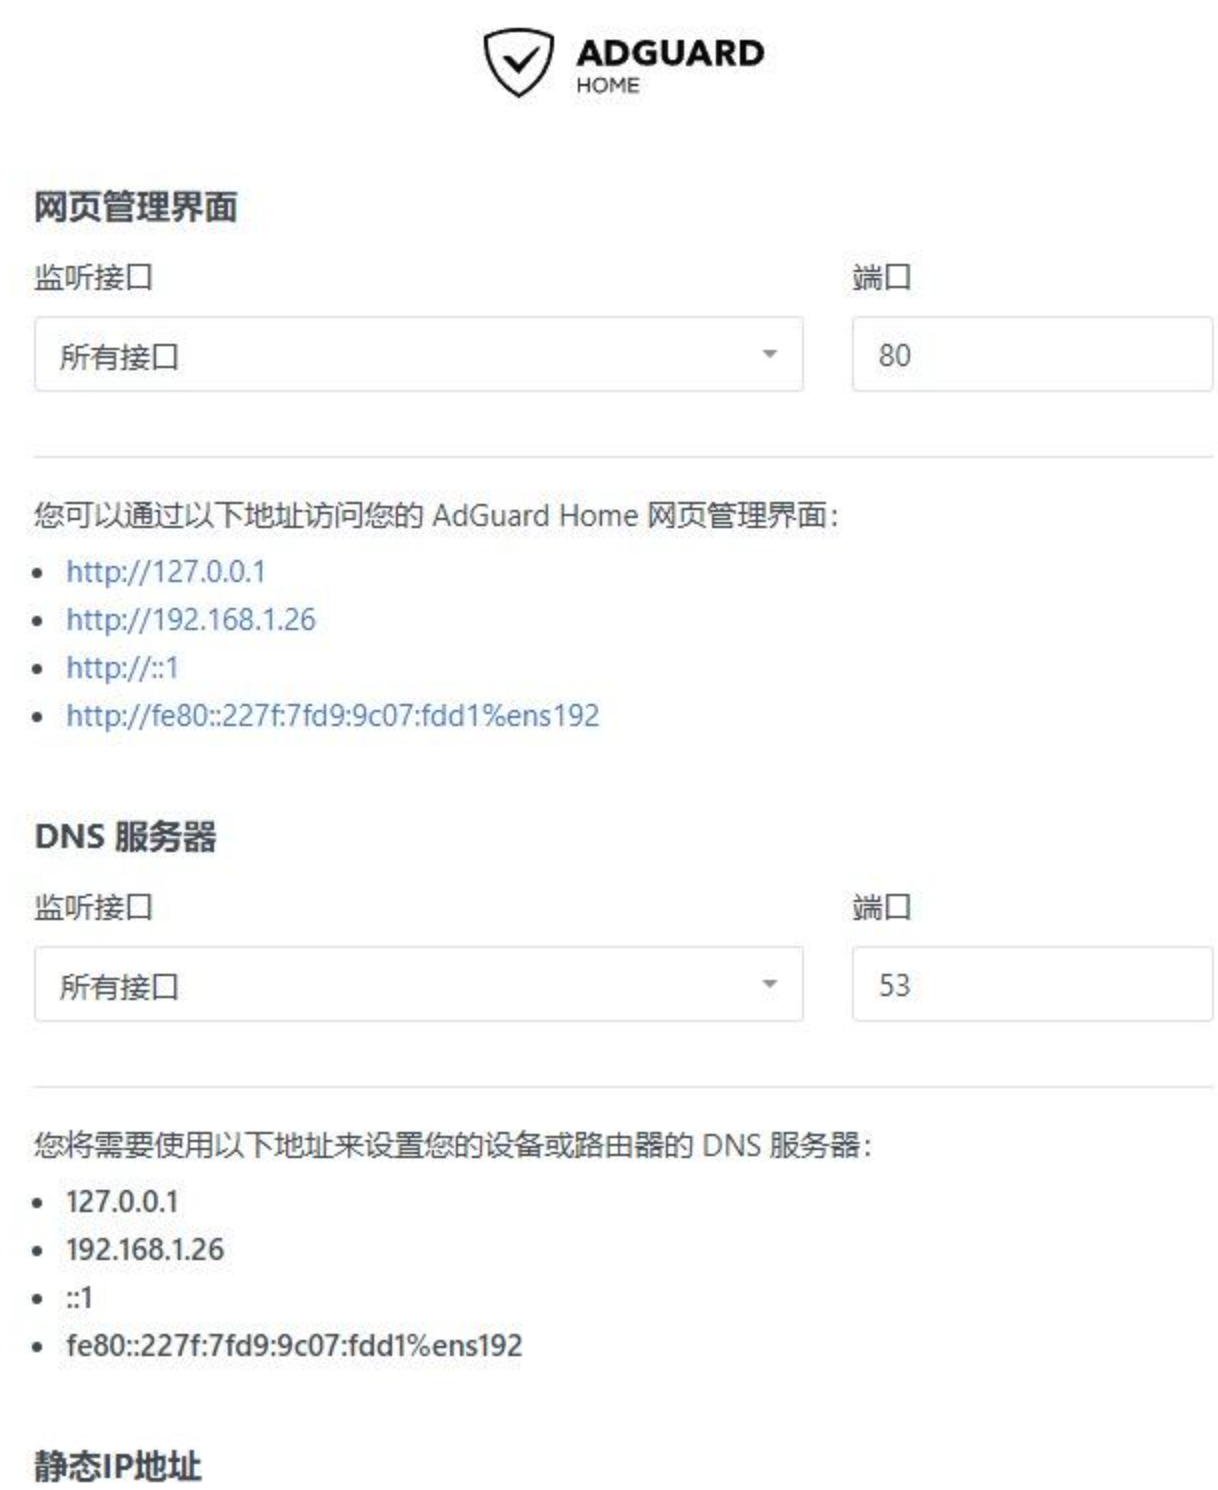 ADGUARD
HOME
网页管理界面
监听接口
端口
所有接口
80
您可以通过以下地址访问您的 AdGuard Home 网页管理界面：
http://127.0.0.1
http://192.168.1.26
http://::1
http://fe80::227f:7fd9:9c07:fdd1%ens192
DNS 服务器
监听接口
端口
所有接口
53
您将需要使用以下地址来设置您的设备或路由器的 DNS 服务器：
127.0.0.1
192.168.1.26
::1
fe80::227f:7fd9:9c07:fdd1%ens192
静态IP地址